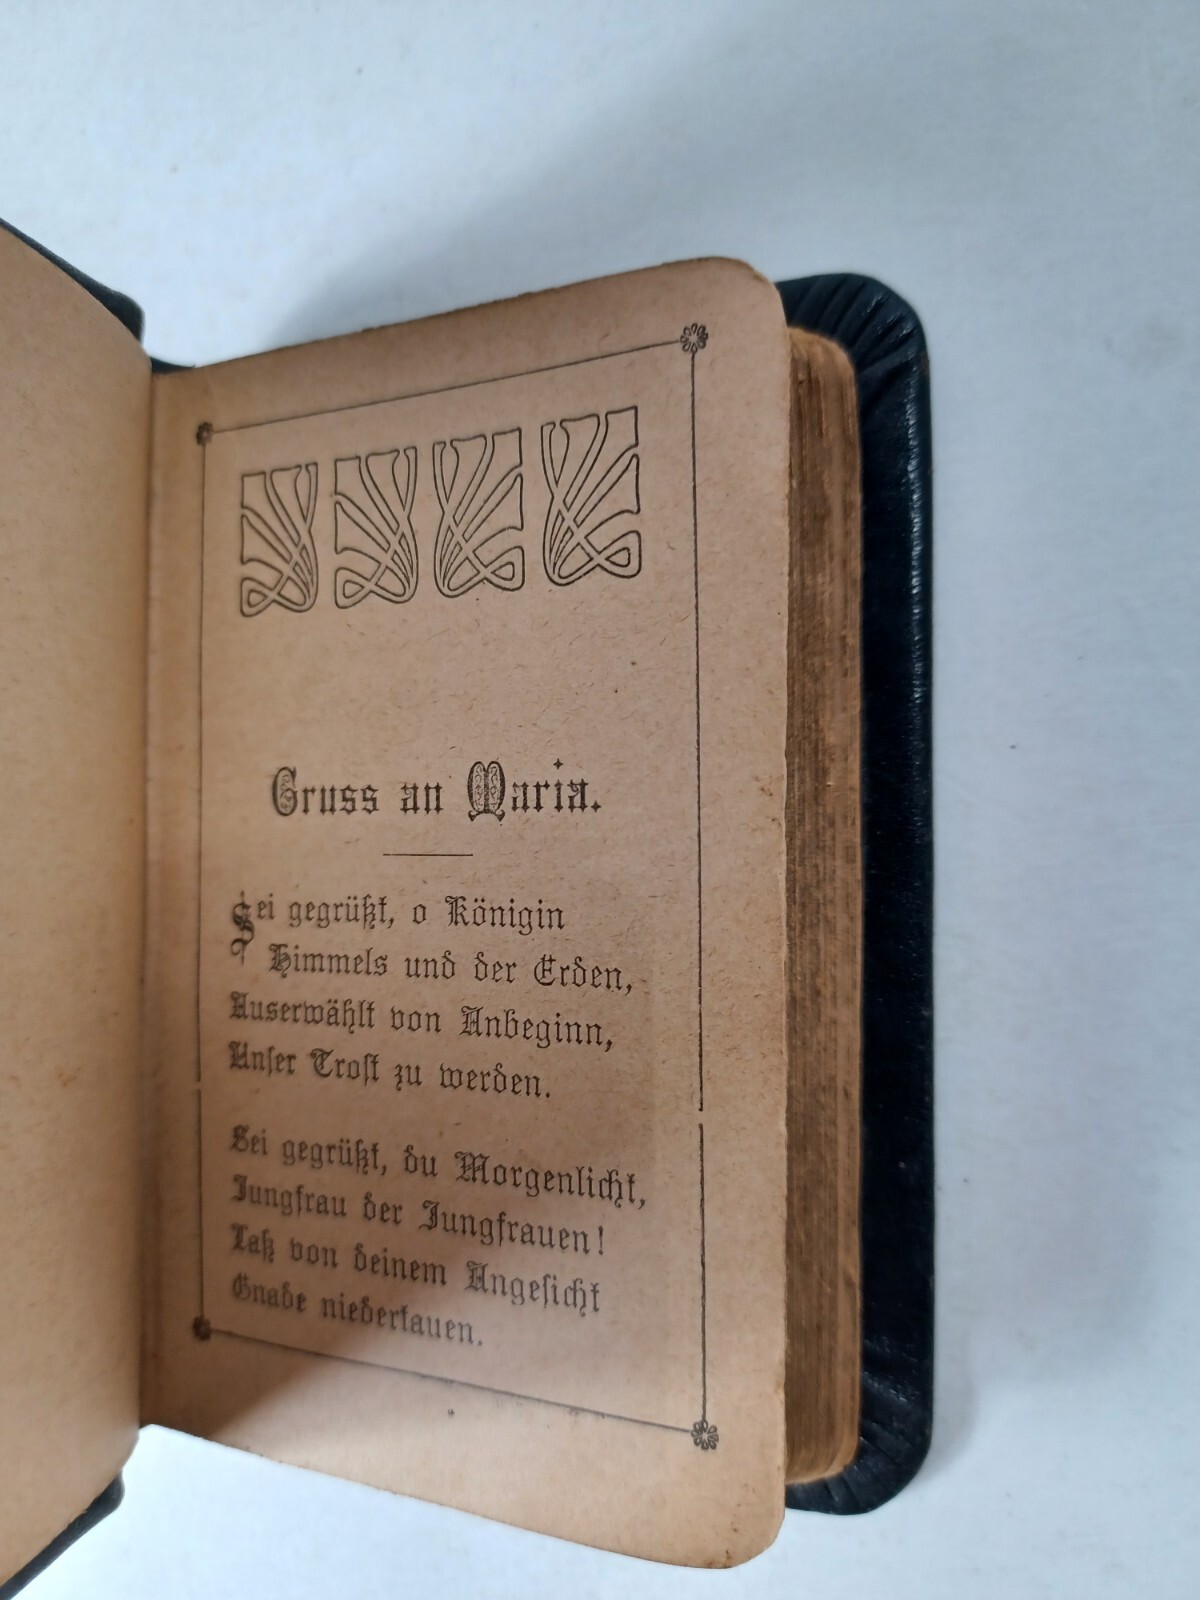 Gruss an Maria.
Sei gegrüßt, o Königin
Himmels und der Erden,
Auserwählt von Anbeginn,
Unser Trost zu werden.
Sei gegrüßt, du Morgenlicht,
Jungfrau der Jungfrauen!
Laß von deinem Angesicht
Gnade niedertauen.